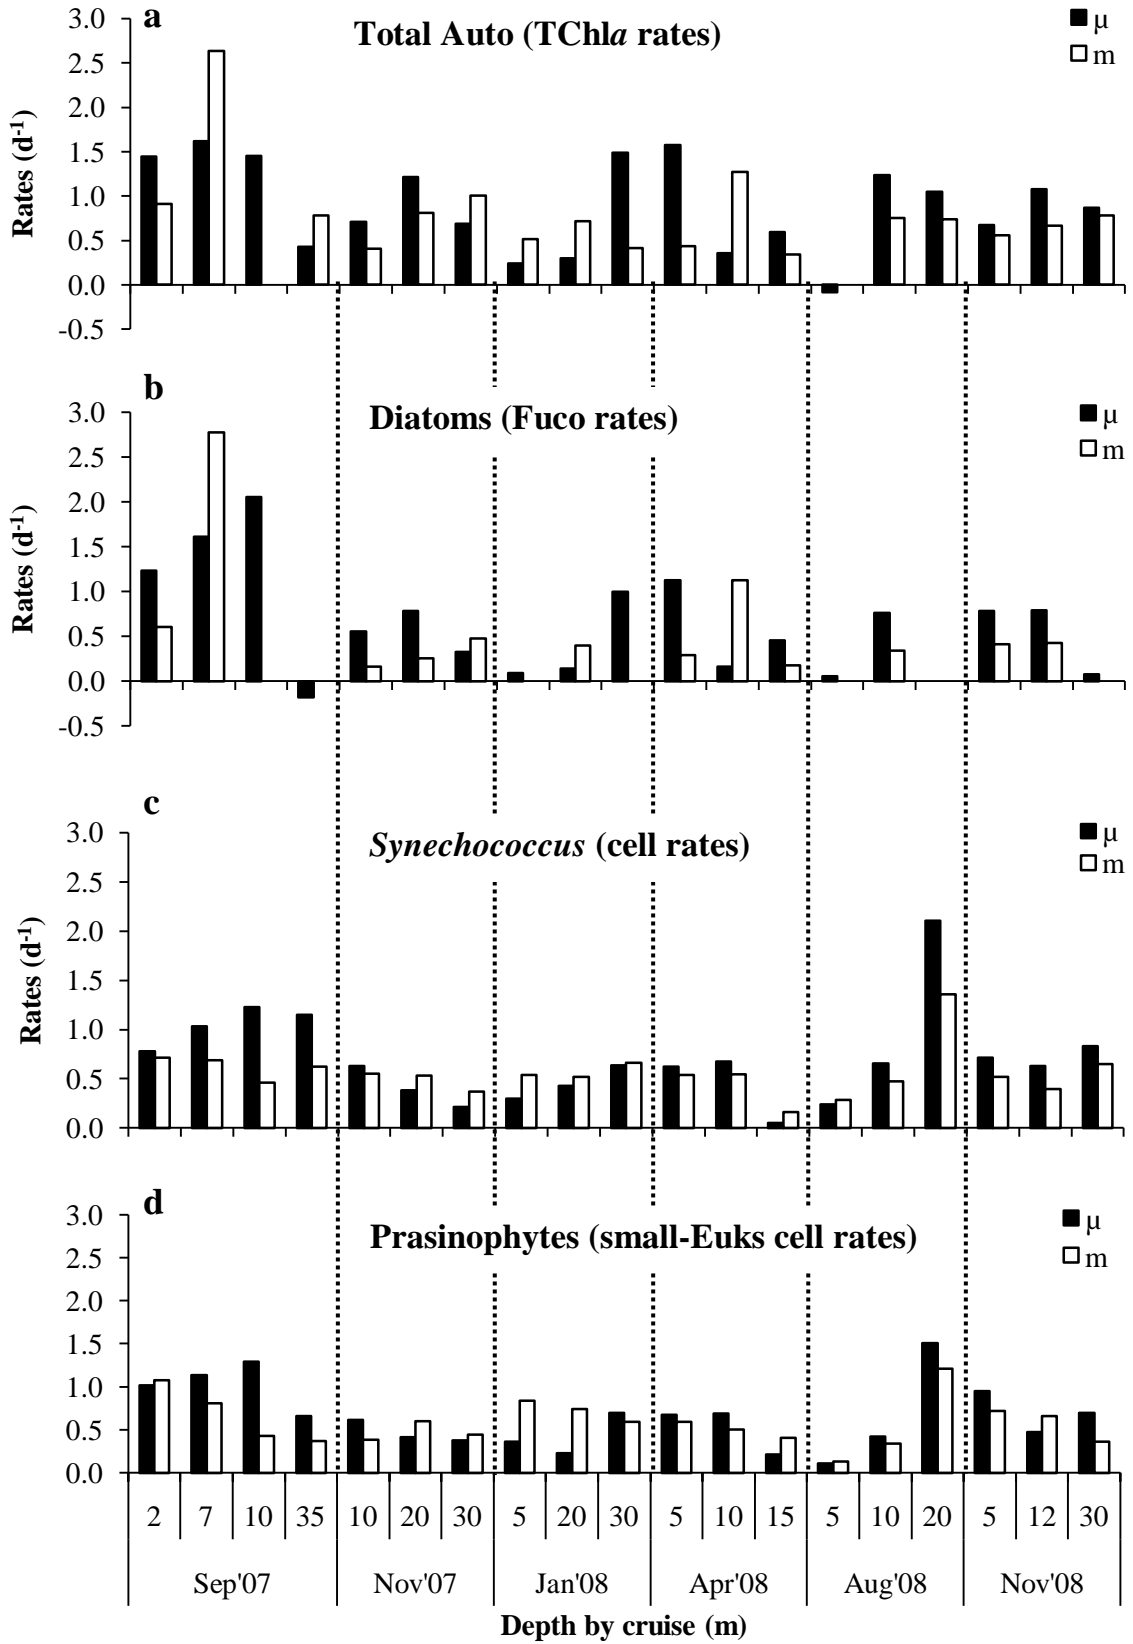 a
Total Auto (TChla rates)
μ
m
3.0
2.5
2.0
1.5
1.0
0.5
0.0
-0.5
Rates (d-1)
b
Diatoms (Fuco rates)
μ
m
3.0
2.5
2.0
1.5
1.0
0.5
0.0
-0.5
Rates (d-1)
c
Synechococcus (cell rates)
μ
m
3.0
2.5
2.0
1.5
1.0
0.5
0.0
Rates (d-1)
d
Prasinophytes (small-Euks cell rates)
μ
m
3.0
2.5
2.0
1.5
1.0
0.5
0.0
2 7 10 35 10 20 30 5 20 30 5 10 15 5 10 20 5 12 30
Sep'07 Nov'07 Jan'08 Apr'08 Aug'08 Nov'08
Depth by cruise (m)